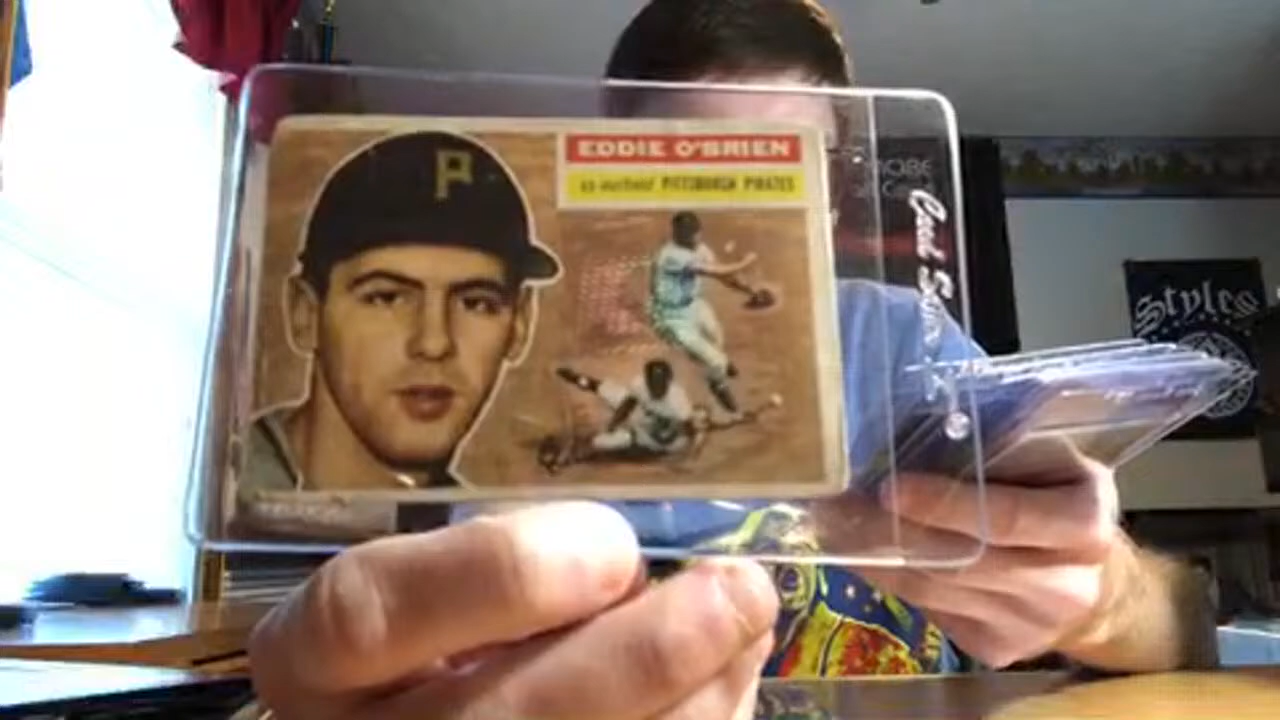 P
EDDIE O'BRIEN
ss-outfield PITTSBURGH PIRATES
Card Saver
Styles